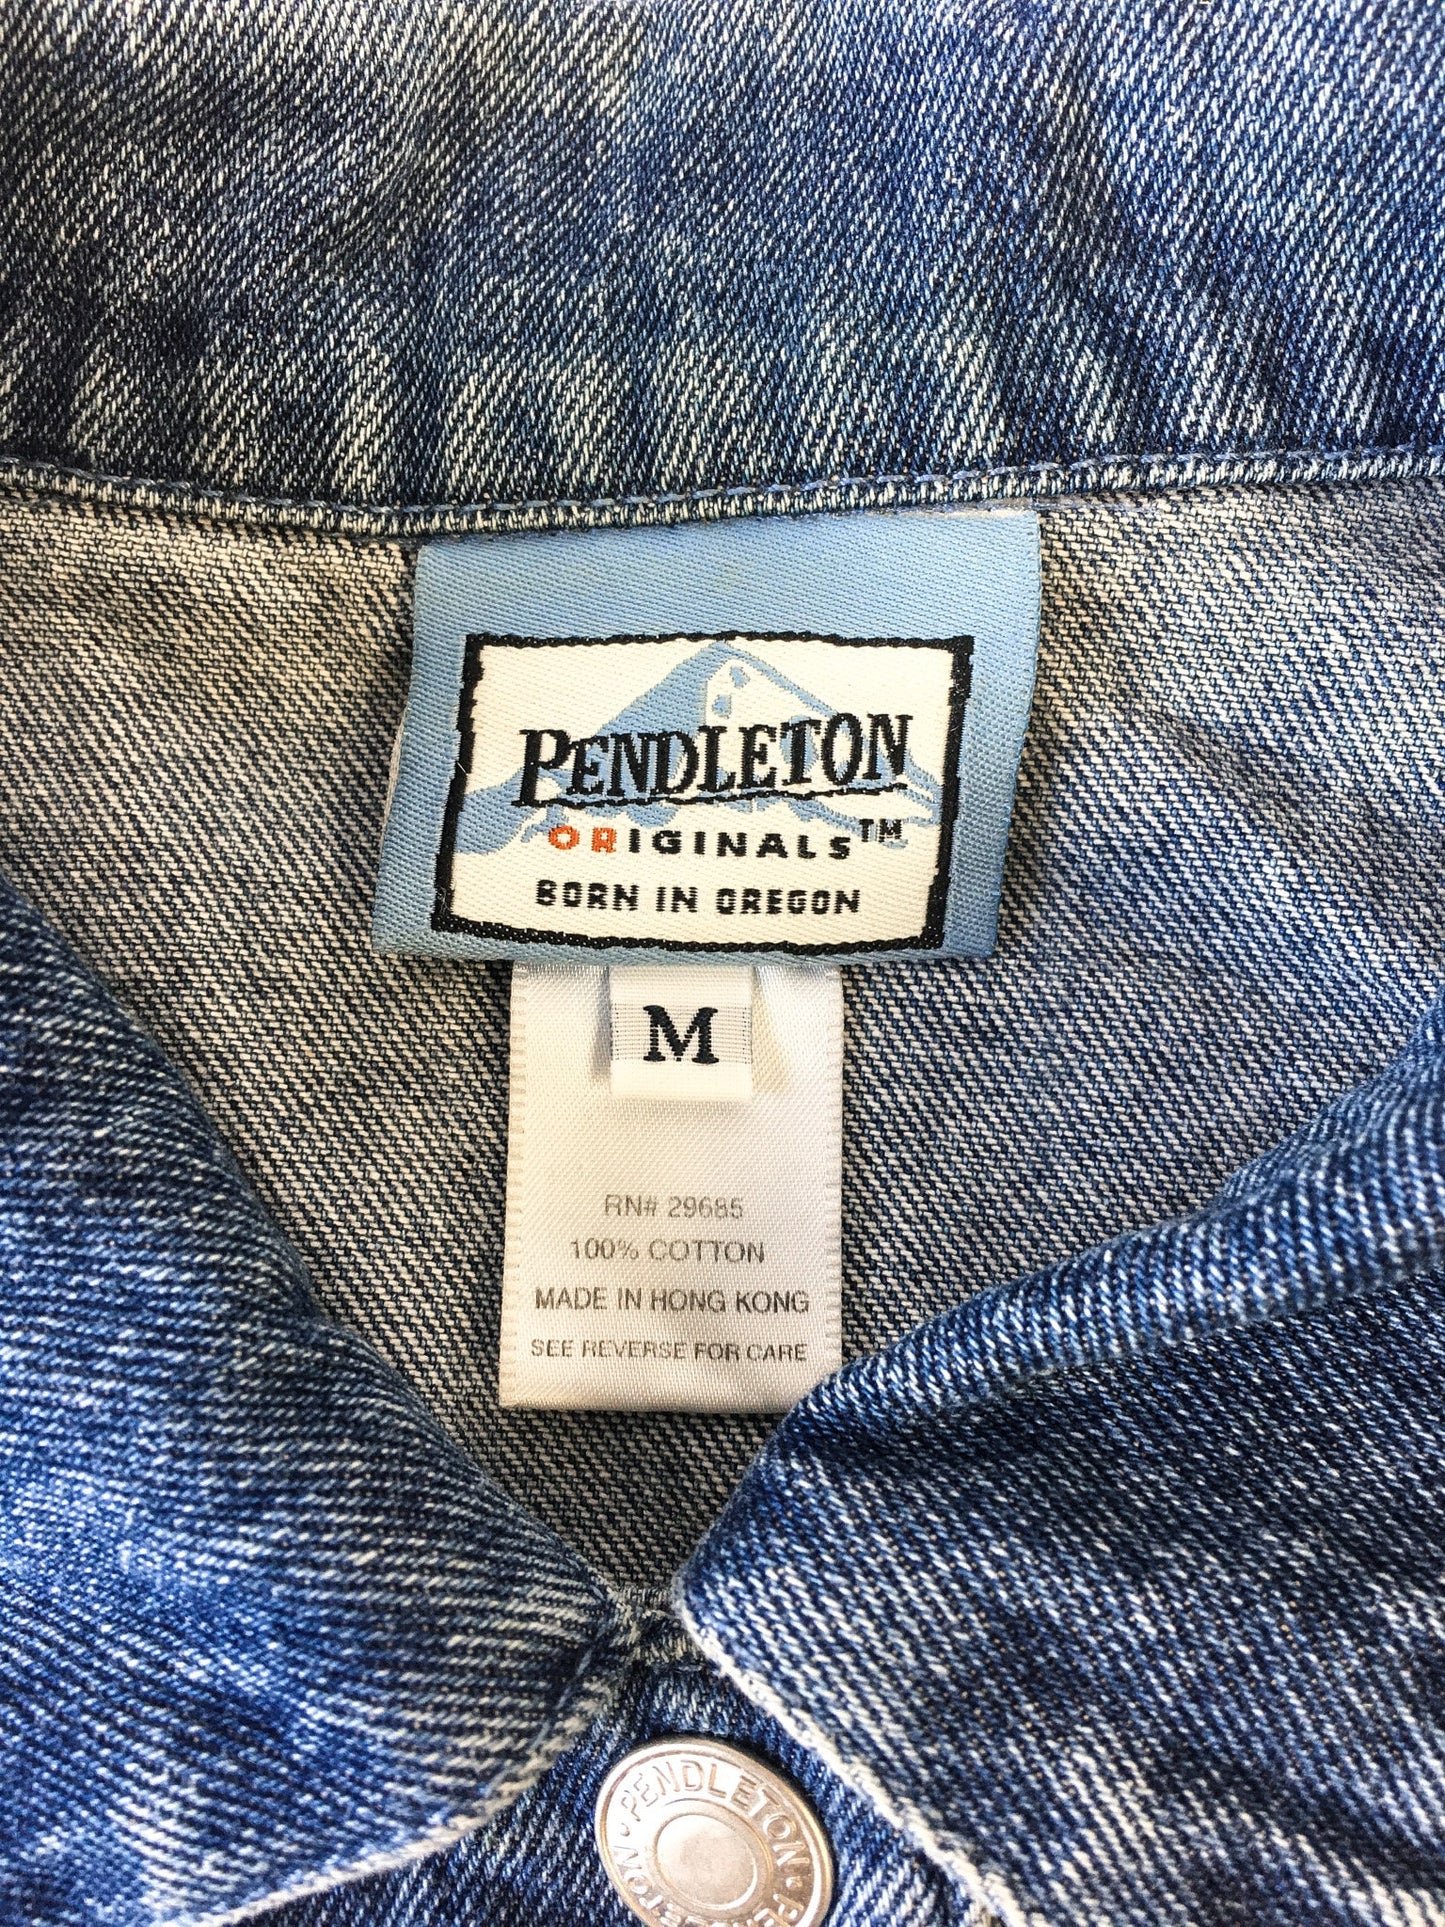 PENDLETON
ORIGINALS™
BORN IN OREGON
M
RN# 29685
100% COTTON
MADE IN HONG KONG
SEE REVERSE FOR CARE
• PENDLETON • PENDLETON